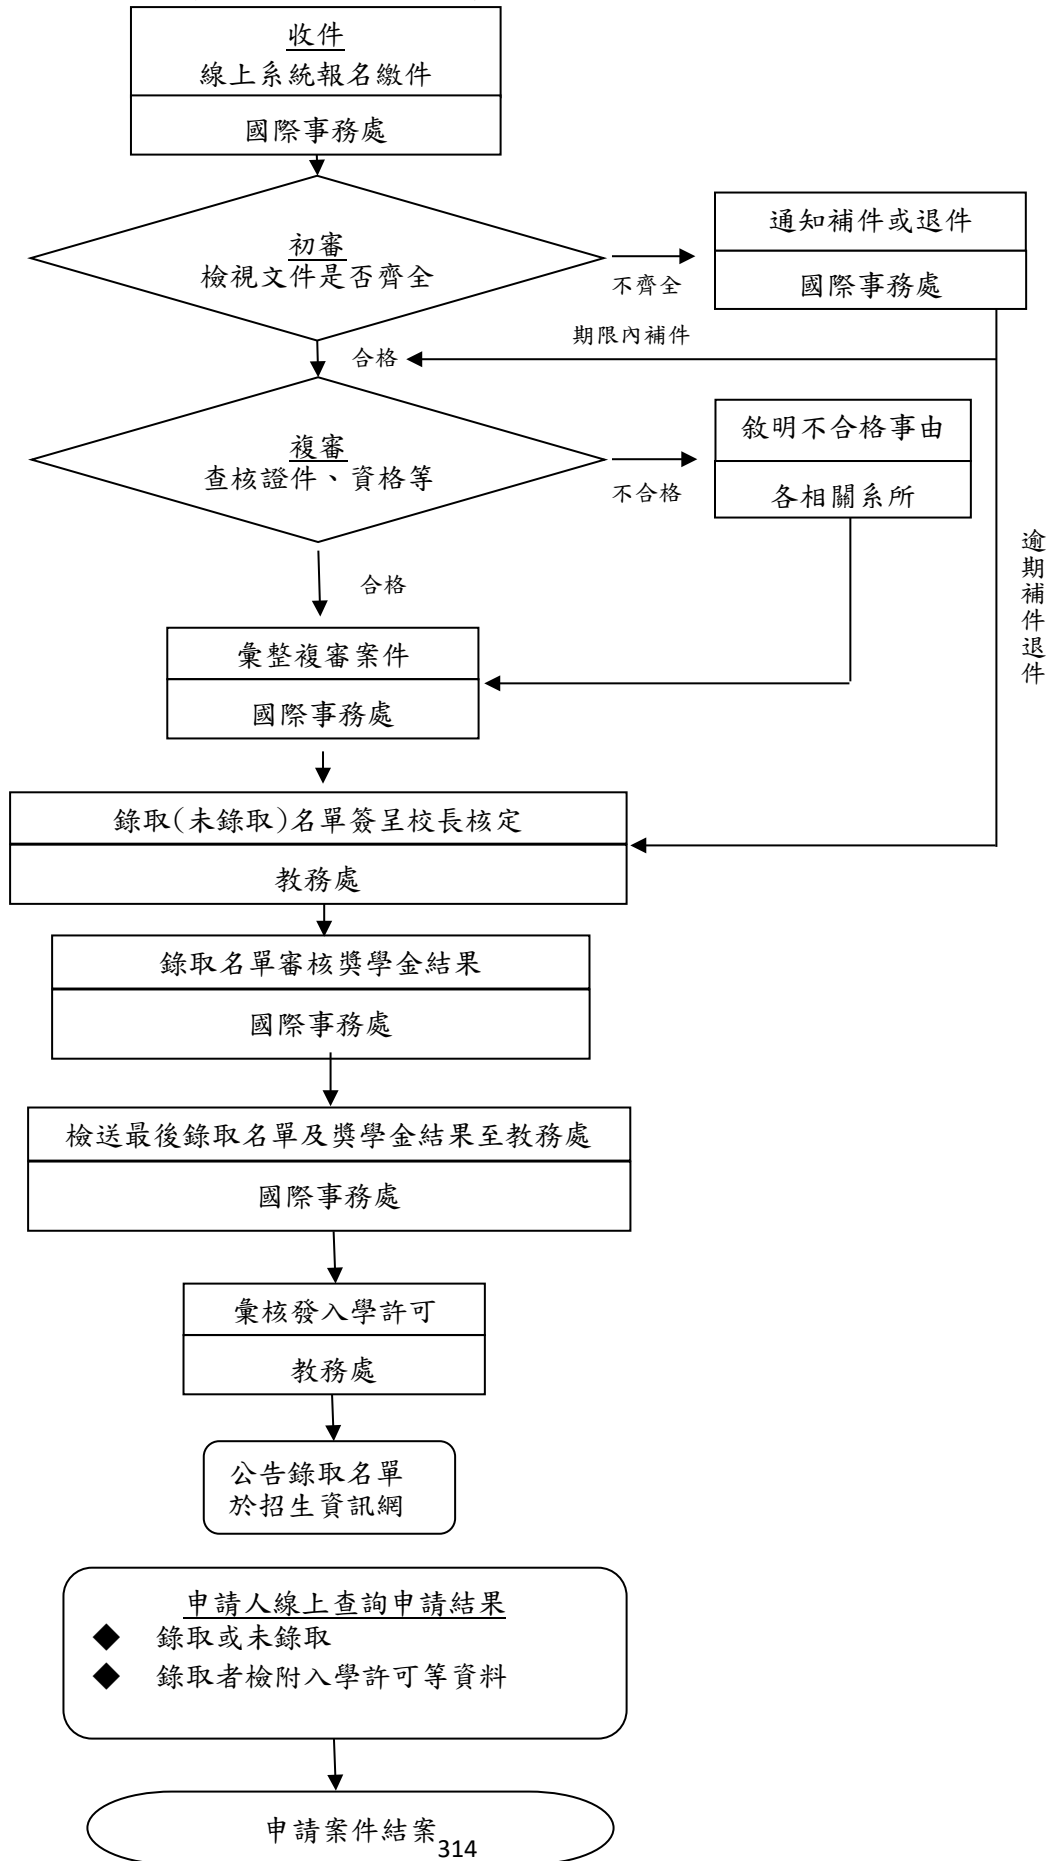 收件
線上系統報名繳件
國際事務處
初審
檢視文件是否齊全
不齊全
通知補件或退件
國際事務處
期限內補件
合格
複審
查核證件、資格等
不合格
敘明不合格事由
各相關系所
逾期補件退件
合格
彙整複審案件
國際事務處
錄取(未錄取)名單簽呈校長核定
教務處
錄取名單審核獎學金結果
國際事務處
檢送最後錄取名單及獎學金結果至教務處
國際事務處
彙核發入學許可
教務處
公告錄取名單
於招生資訊網
申請人線上查詢申請結果
◆ 錄取或未錄取
◆ 錄取者檢附入學許可等資料
申請案件結案
314